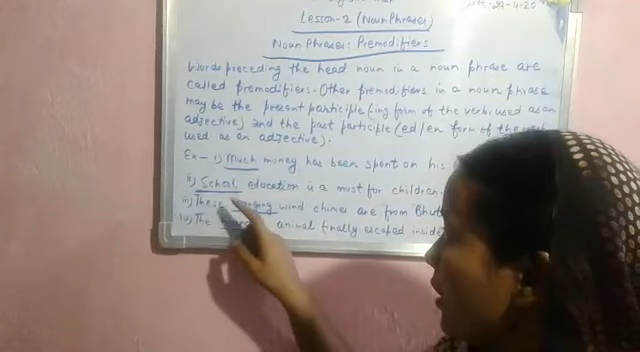 Lesson-2 (Noun Phrases)
Noun Phrases: Premodifiers
Words preceding the head noun in a noun phrase are
called premodifiers. Other premodifiers in a noun phrase
may be the present participle (-ing form of the verb used as an
adjective) and the past participle (ed/en form of the verb
used as an adjective).
Ex- i) Much money has been spent on his
ii) School education is a must for children.
iii) These hanging wind chimes are from Bhut
iv) The animal finally escaped inside